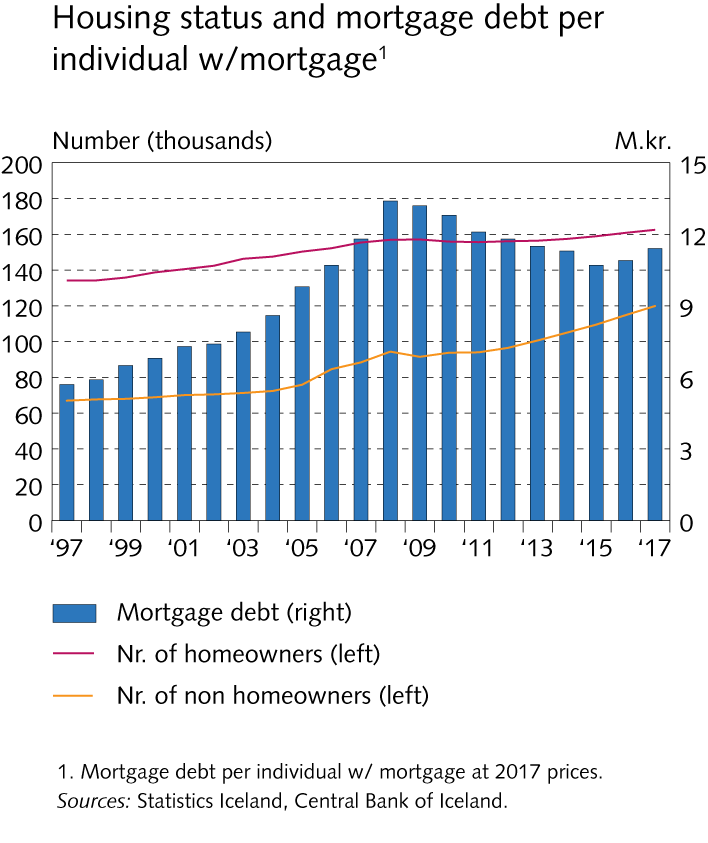 Housing status and mortgage debt per
individual w/mortgage¹
Number (thousands) M.kr.
200 15
180
160 12
140
120 9
100
80 6
60
40 3
20
0 0
‘97 ‘99 ‘01 ‘03 ‘05 ‘07 ‘09 ‘11 ‘13 ‘15 ‘17
Mortgage debt (right)
Nr. of homeowners (left)
Nr. of non homeowners (left)
1. Mortgage debt per individual w/ mortgage at 2017 prices.
Sources: Statistics Iceland, Central Bank of Iceland.